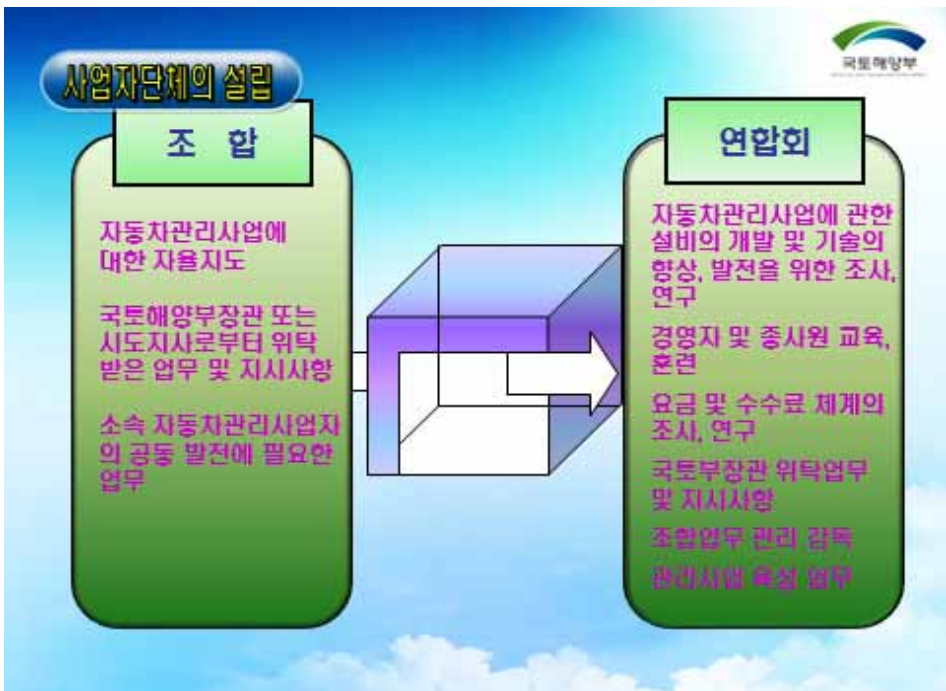 사업자단체의 설립
국토해양부
조 합
자동차관리사업에
대한 자율지도
국토해양부장관 또는
시도지사로부터 위탁
받은 업무 및 지시사항
소속 자동차관리사업자
의 공동 발전에 필요한
업무
연합회
자동차관리사업에 관한
설비의 개발 및 기술의
향상, 발전을 위한 조사,
연구
경영자 및 종사원 교육,
훈련
요금 및 수수료 체계의
조사, 연구
국토부장관 위탁업무
및 지시사항
조합업무 관리 감독
관리사업 육성 업무